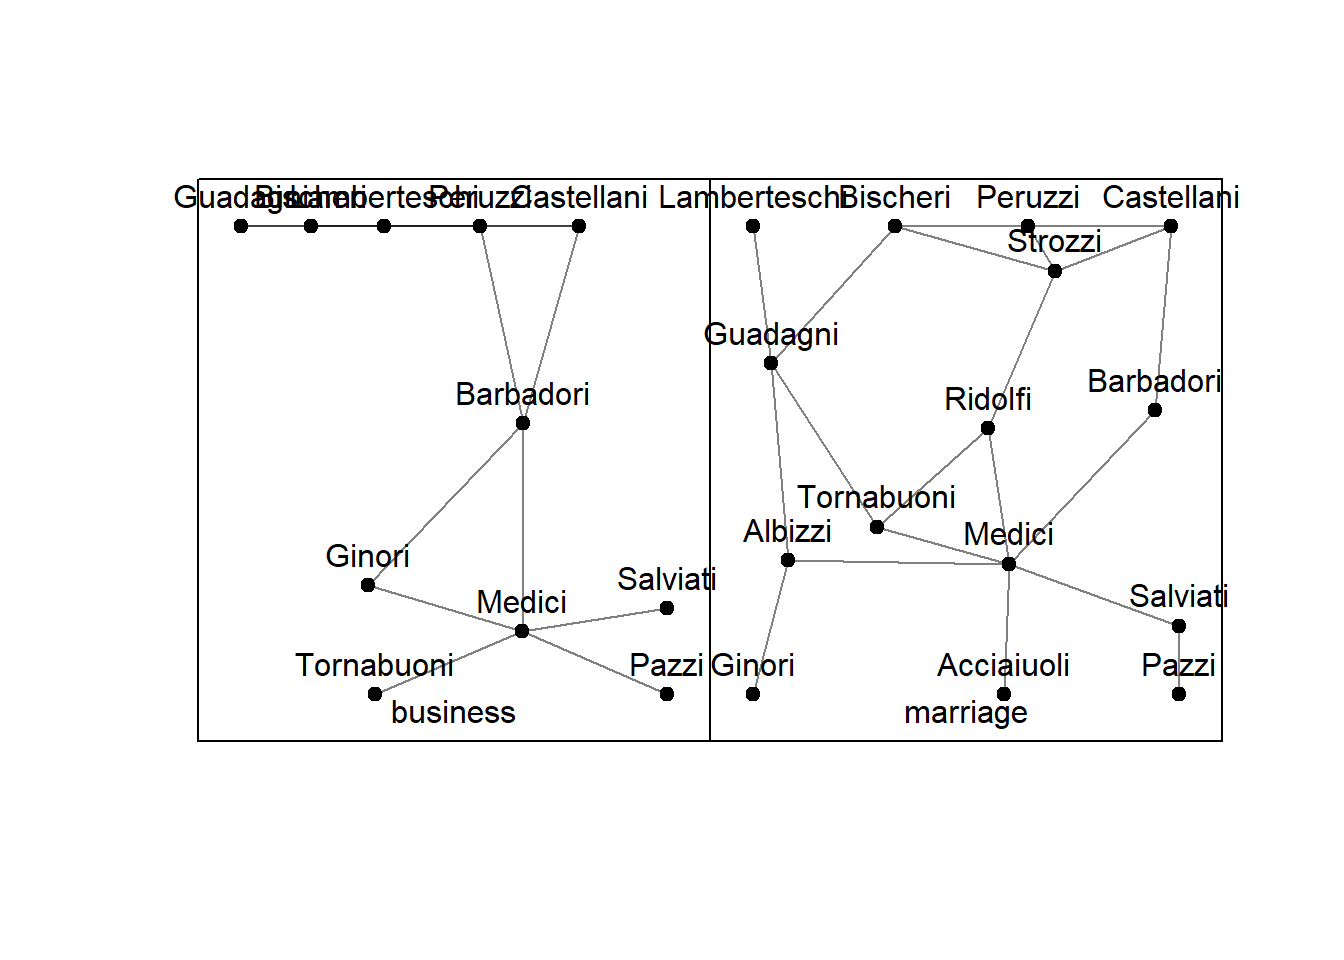 Guadagni Bischeri Lamberteschi Peruzzi Castellani
Barbadori
Ginori
Salviati
Medici
Tornabuoni
Pazzi
business
Lamberteschi Bischeri Peruzzi Castellani
Strozzi
Guadagni
Barbadori
Ridolfi
Tornabuoni
Albizzi
Medici
Salviati
Ginori
Acciaiuoli
Pazzi
marriage